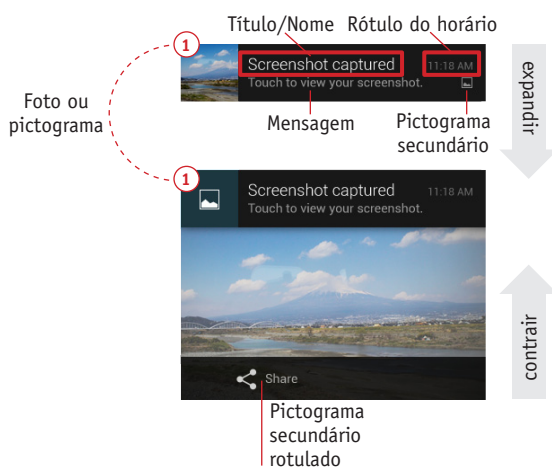 Título/Nome
Rótulo do horário
1
Screenshot captured
11:18 AM
Touch to view your screenshot.
Foto ou
pictograma
Mensagem
Pictograma
secundário
expandir
1
Screenshot captured
11:18 AM
Touch to view your screenshot.
contrair
Share
Pictograma
secundário
rotulado